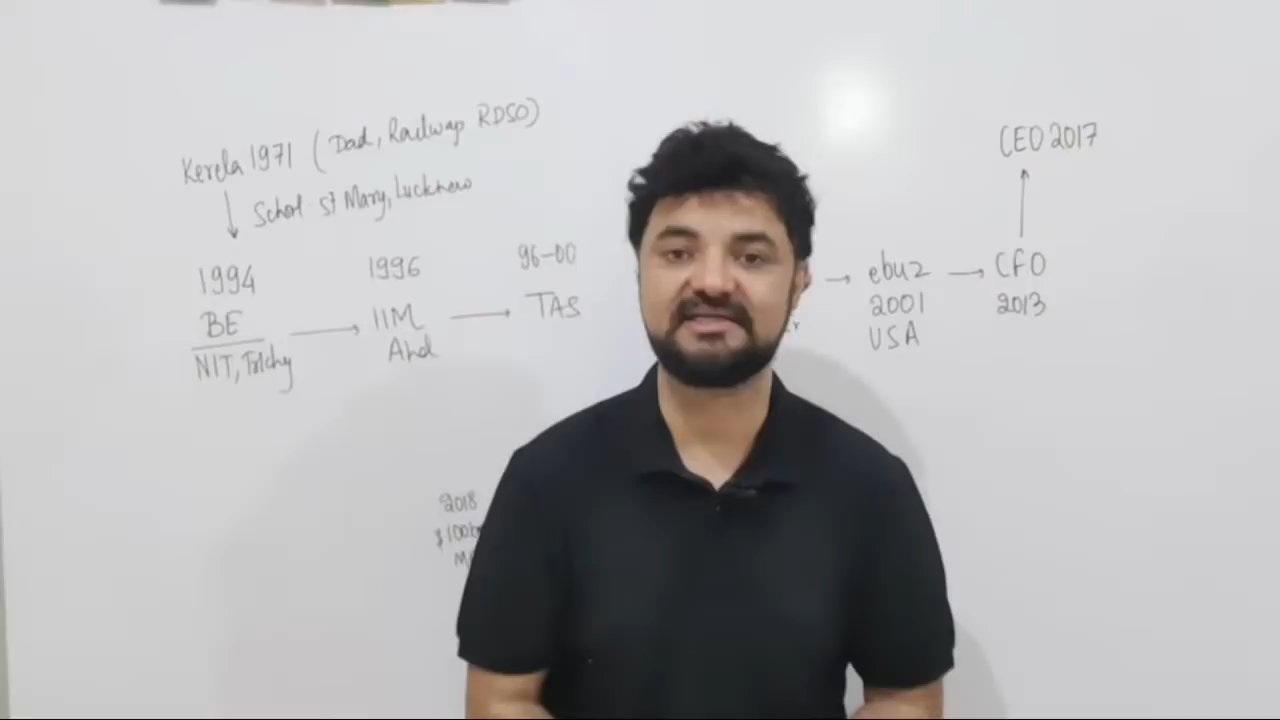 Kerela 1971 (Dad, Railway RDSO)
School St Mary, Lucknow
1994
BE
NIT, Trichy
1996
IIM
Ahd
96-00
TAS
ebuz
2001
USA
CFO
2013
CEO 2017
2018